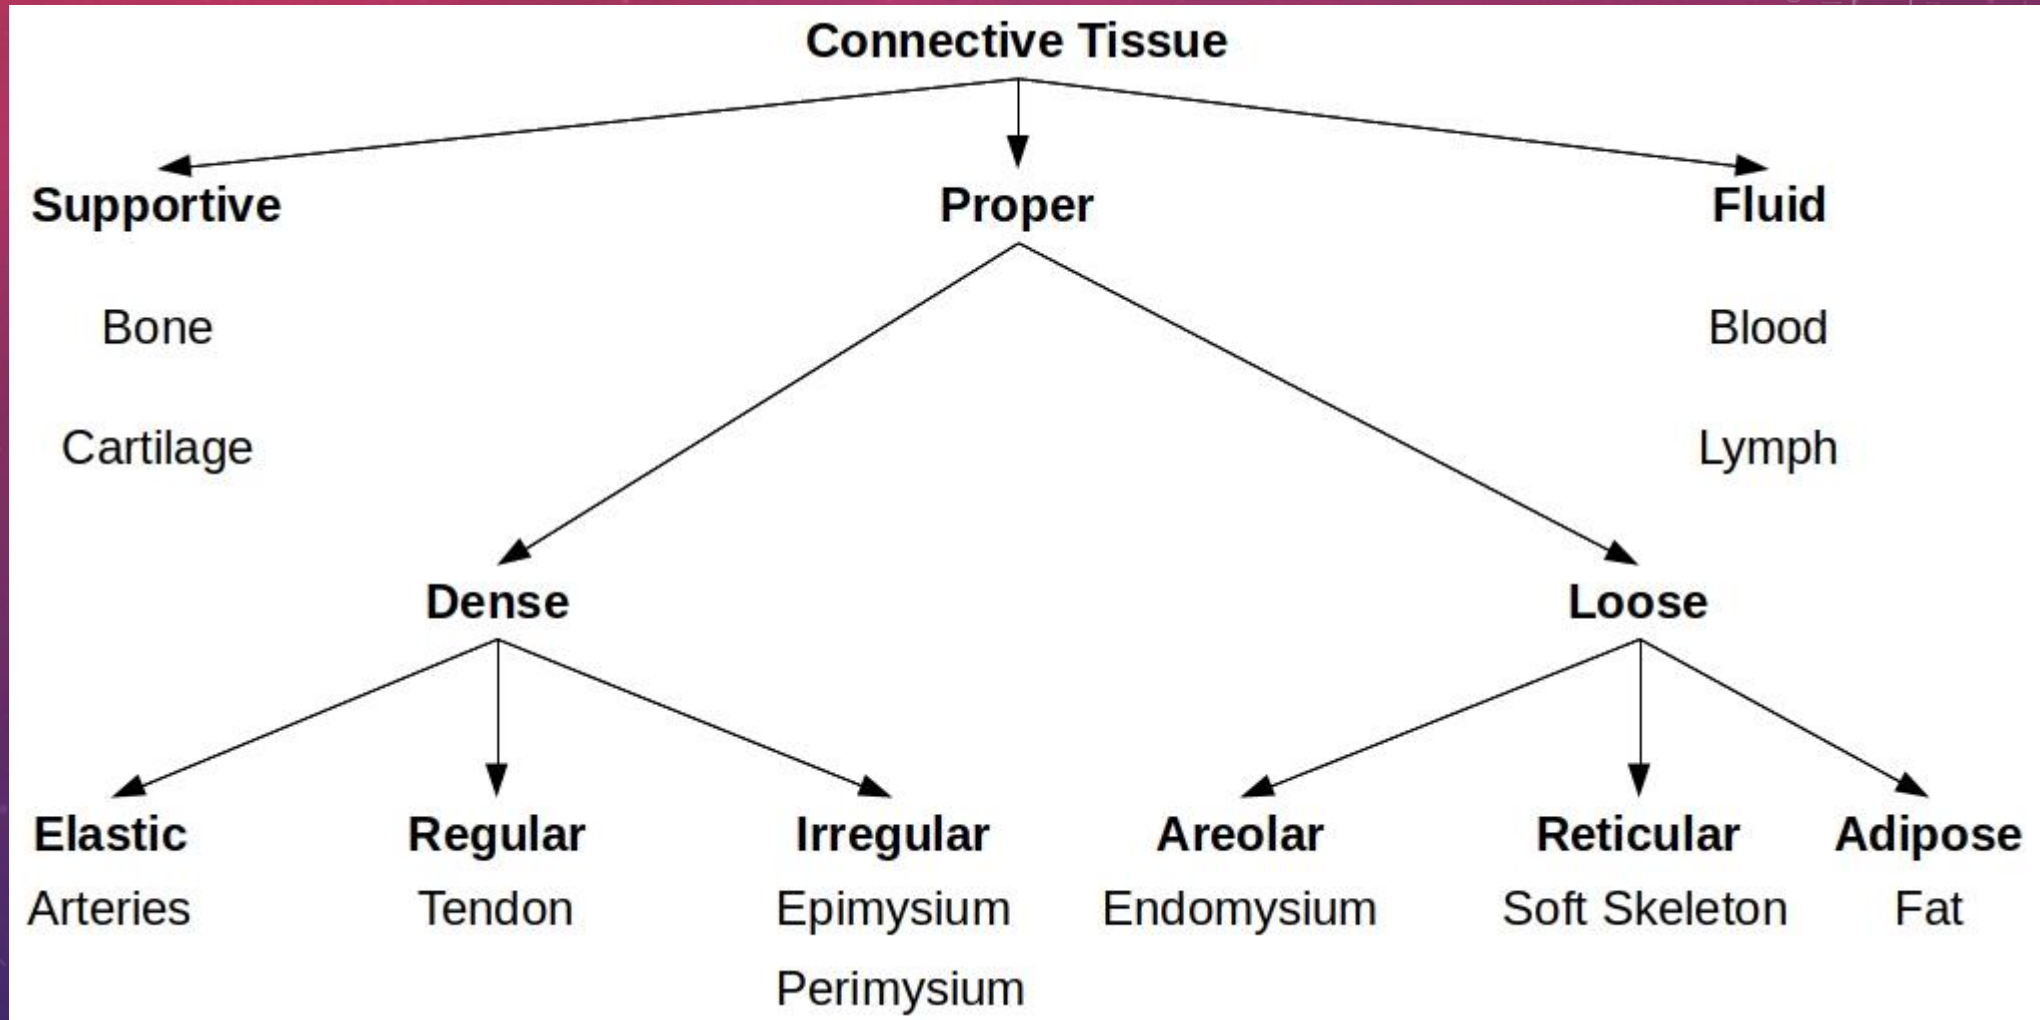 Connective Tissue
Supportive
Proper
Fluid
Bone
Blood
Cartilage
Lymph
Dense
Loose
Elastic
Regular
Irregular
Areolar
Reticular
Adipose
Arteries
Tendon
Epimysium
Endomysium
Soft Skeleton
Fat
Perimysium